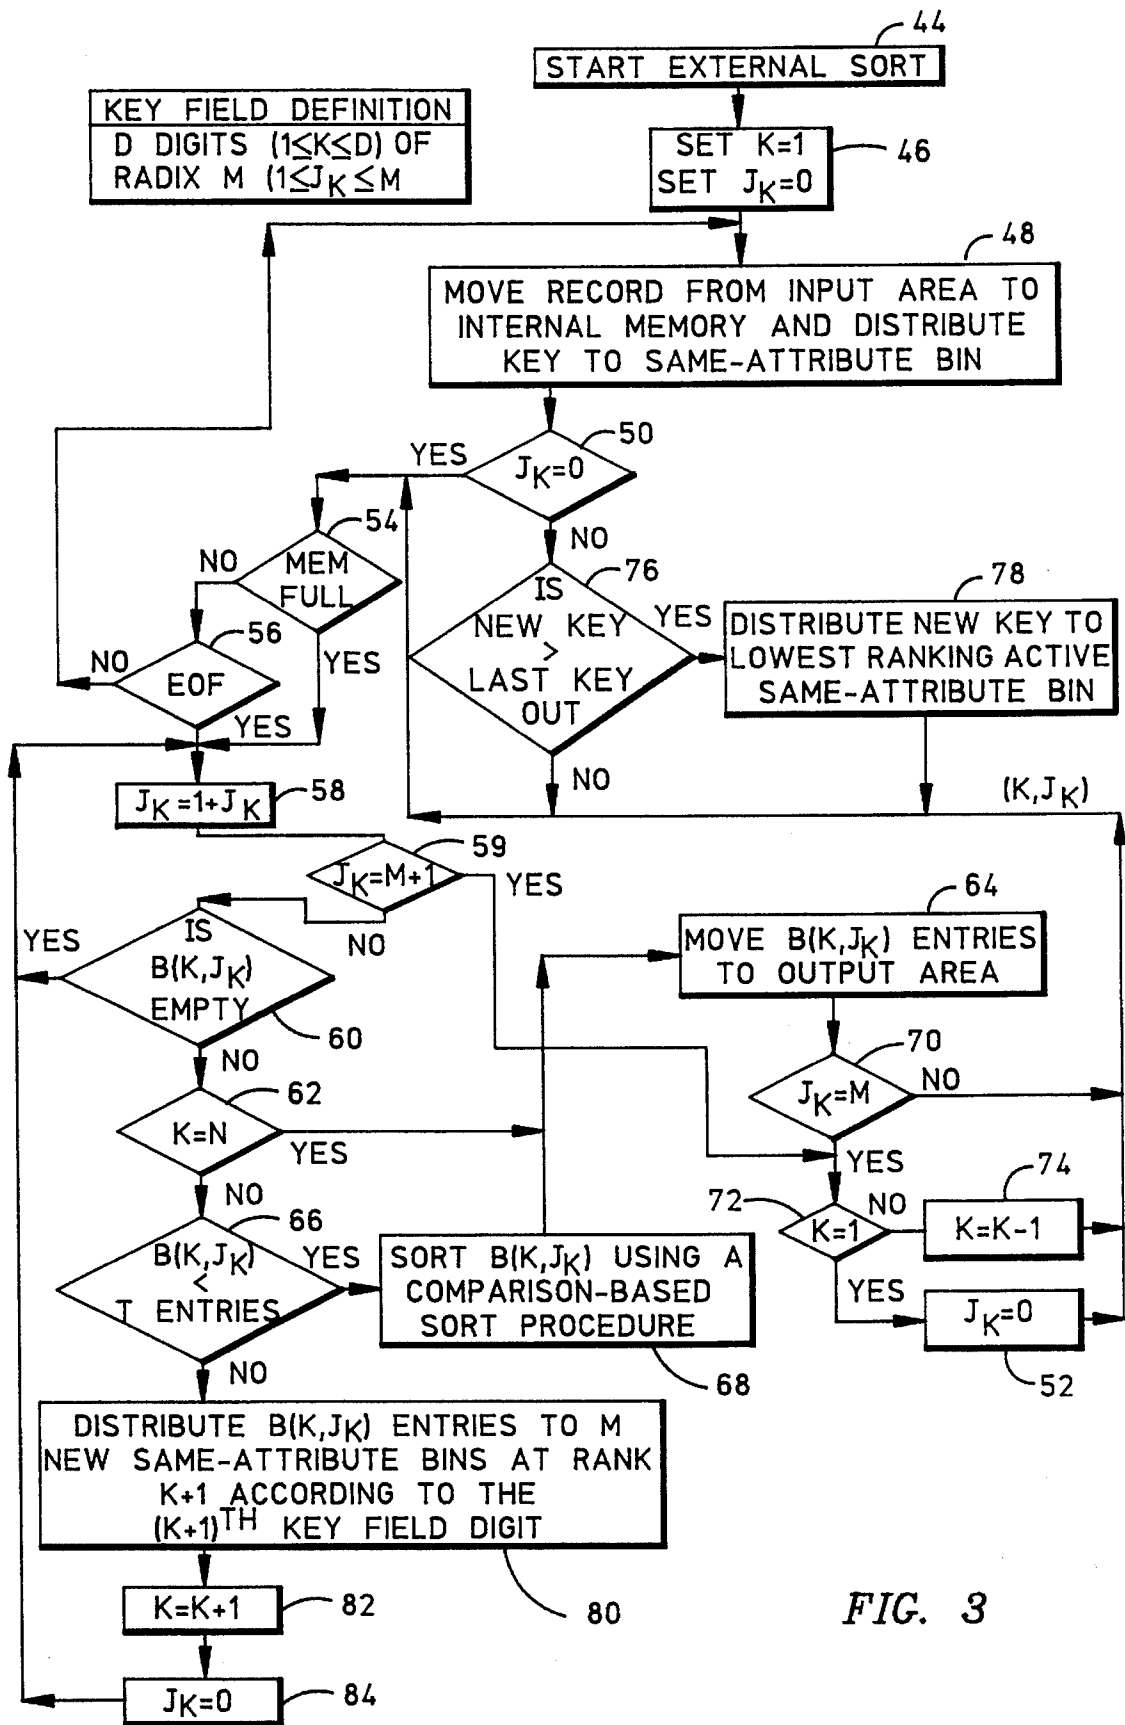 44
START EXTERNAL SORT
KEY FIELD DEFINITION
D DIGITS (1≤K≤D) OF
RADIX M (1≤JK≤M
SET K=1
SET JK=0
46
48
MOVE RECORD FROM INPUT AREA TO
INTERNAL MEMORY AND DISTRIBUTE
KEY TO SAME-ATTRIBUTE BIN
50
YES
JK=0
NO
54
MEM
FULL
NO
YES
56
EOF
NO
YES
76
IS
NEW KEY
>
LAST KEY
OUT
YES
NO
78
DISTRIBUTE NEW KEY TO
LOWEST RANKING ACTIVE
SAME-ATTRIBUTE BIN
(K,JK)
JK=1+JK
58
59
JK=M+1
YES
NO
YES
IS
B(K,JK)
EMPTY
60
NO
64
MOVE B(K,JK) ENTRIES
TO OUTPUT AREA
70
JK=M
NO
YES
62
K=N
YES
NO
72
K=1
NO
YES
74
K=K-1
JK=0
52
66
B(K,JK)
<
T ENTRIES
YES
NO
SORT B(K,JK) USING A
COMPARISON-BASED
SORT PROCEDURE
68
DISTRIBUTE B(K,JK) ENTRIES TO M
NEW SAME-ATTRIBUTE BINS AT RANK
K+1 ACCORDING TO THE
(K+1)TH KEY FIELD DIGIT
80
K=K+1
82
JK=0
84
FIG. 3